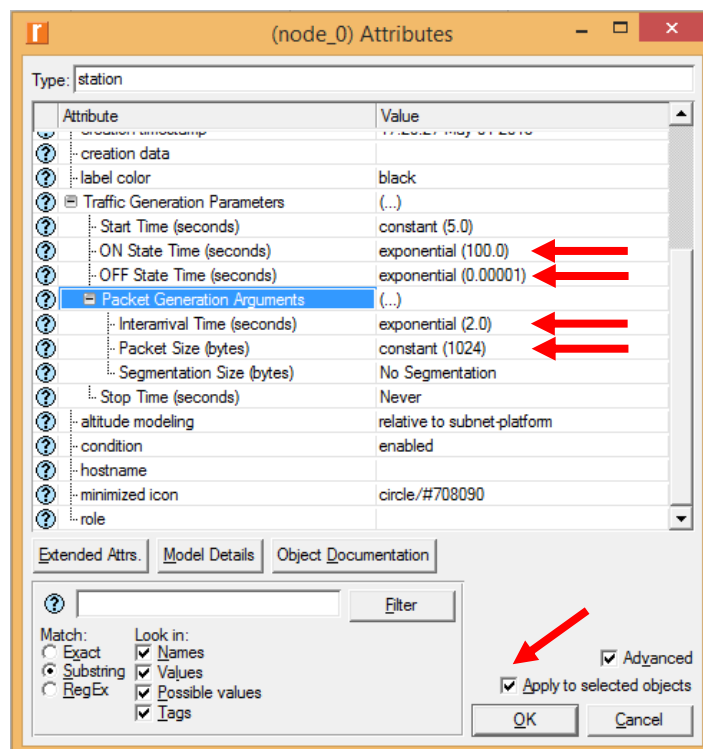 (node_0) Attributes
Type: station
Attribute Value
creation data
label color black
Traffic Generation Parameters (...)
Start Time (seconds) constant (5.0)
ON State Time (seconds) exponential (100.0)
OFF State Time (seconds) exponential (0.00001)
Packet Generation Arguments (...)
Interarrival Time (seconds) exponential (2.0)
Packet Size (bytes) constant (1024)
Segmentation Size (bytes) No Segmentation
Stop Time (seconds) Never
altitude modeling relative to subnet-platform
condition enabled
hostname
minimized icon circle/#708090
role
Extended Attrs. Model Details Object Documentation
Filter
Match: Look in:
Exact Names
Substring Values
RegEx Possible values
Tags
Advanced
Apply to selected objects
OK Cancel